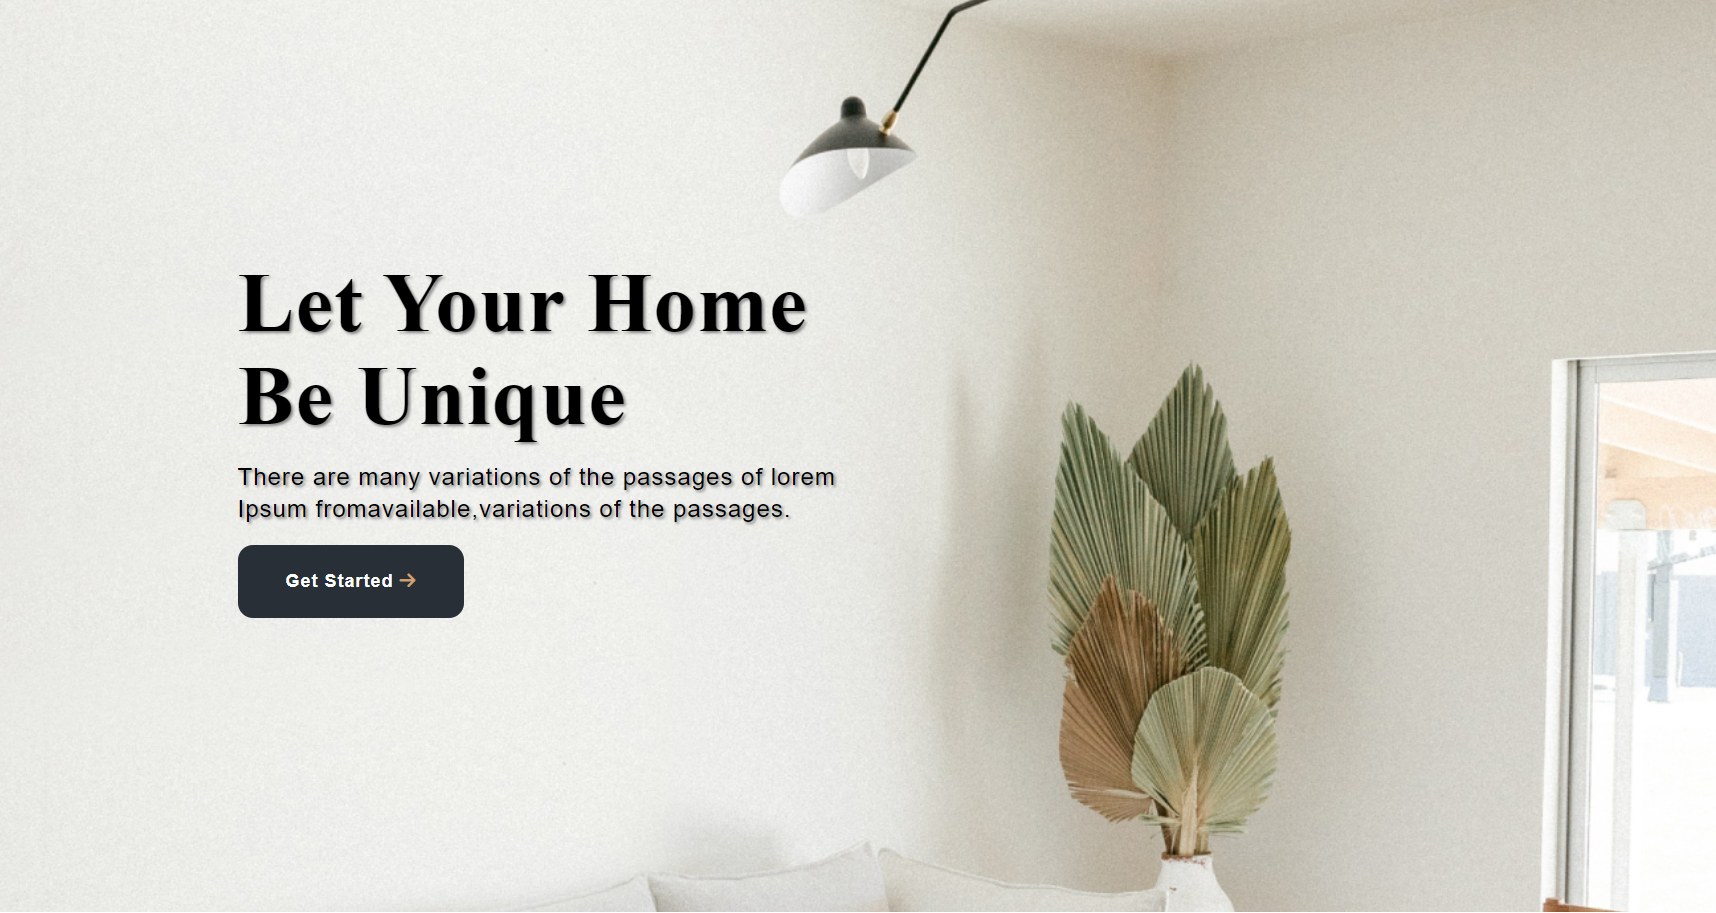 Let Your Home
Be Unique
There are many variations of the passages of lorem
Ipsum fromavailable,variations of the passages.
Get Started →